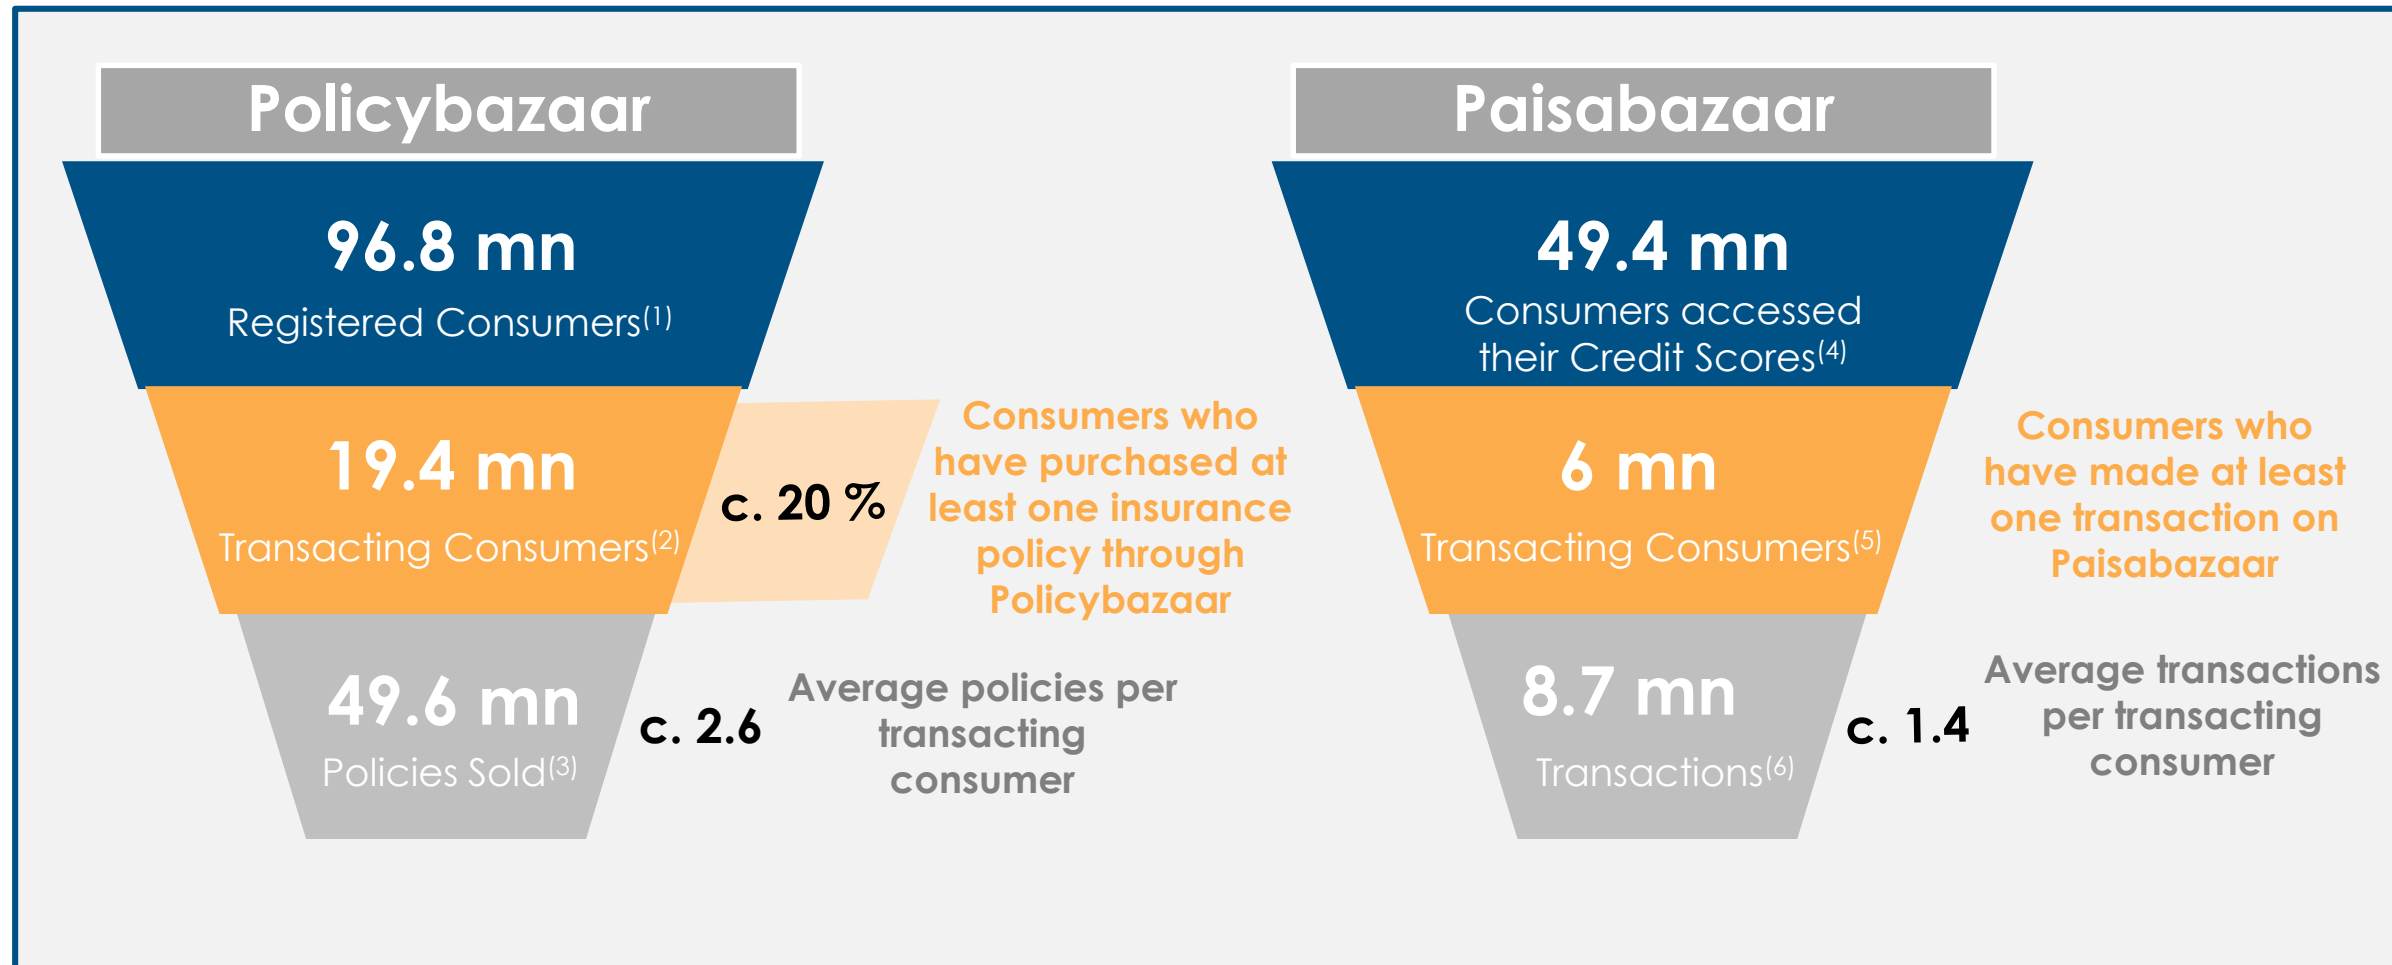 Policybazaar
96.8 mn
Registered Consumers(1)
19.4 mn
Transacting Consumers(2)
c. 20 %
Consumers who
have purchased at
least one insurance
policy through
Policybazaar
49.6 mn
Policies Sold(3)
c. 2.6
Average policies per
transacting
consumer
Paisabazaar
49.4 mn
Consumers accessed
their Credit Scores(4)
6 mn
Transacting Consumers(5)
Consumers who
have made at least
one transaction on
Paisabazaar
8.7 mn
Transactions(6)
c. 1.4
Average transactions
per transacting
consumer